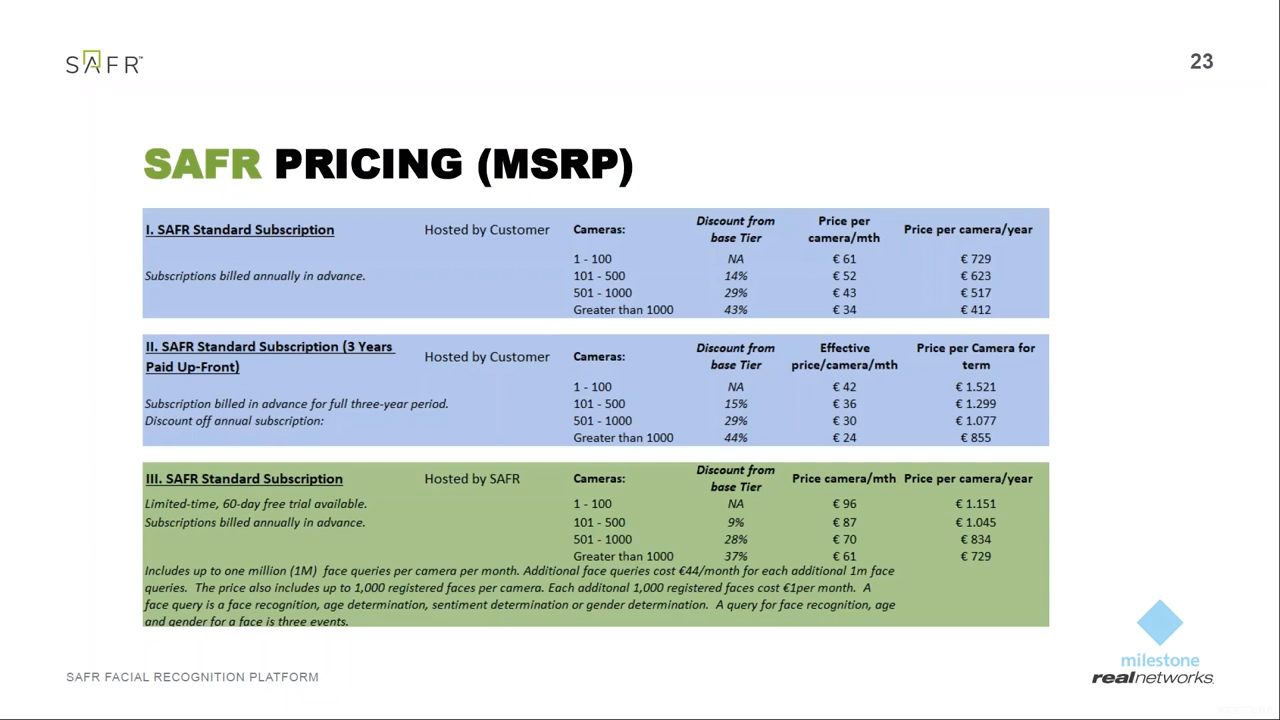 SAFR™
23
SAFR PRICING (MSRP)
I. SAFR Standard Subscription Hosted by Customer Cameras: Discount from base Tier Price per camera/mth Price per camera/year
1 - 100 NA € 61 € 729
Subscriptions billed annually in advance. 101 - 500 14% € 52 € 623
501 - 1000 29% € 43 € 517
Greater than 1000 43% € 34 € 412
II. SAFR Standard Subscription (3 Years Paid Up-Front) Hosted by Customer Cameras: Discount from base Tier Effective price/camera/mth Price per Camera for term
1 - 100 NA € 42 € 1.521
Subscription billed in advance for full three-year period. 101 - 500 15% € 36 € 1.299
Discount off annual subscription: 501 - 1000 29% € 30 € 1.077
Greater than 1000 44% € 24 € 855
III. SAFR Standard Subscription Hosted by SAFR Cameras: Discount from base Tier Price camera/mth Price per camera/year
Limited-time, 60-day free trial available. 1 - 100 NA € 96 € 1.151
Subscriptions billed annually in advance. 101 - 500 9% € 87 € 1.045
501 - 1000 28% € 70 € 834
Greater than 1000 37% € 61 € 729
Includes up to one million (1M) face queries per camera per month. Additional face queries cost €44/month for each additional 1m face
queries. The price also includes up to 1,000 registered faces per camera. Each additonal 1,000 registered faces cost €1per month. A
face query is a face recognition, age determination, sentiment determination or gender determination. A query for face recognition, age
and gender for a face is three events.
milestone
realnetworks.
SAFR FACIAL RECOGNITION PLATFORM